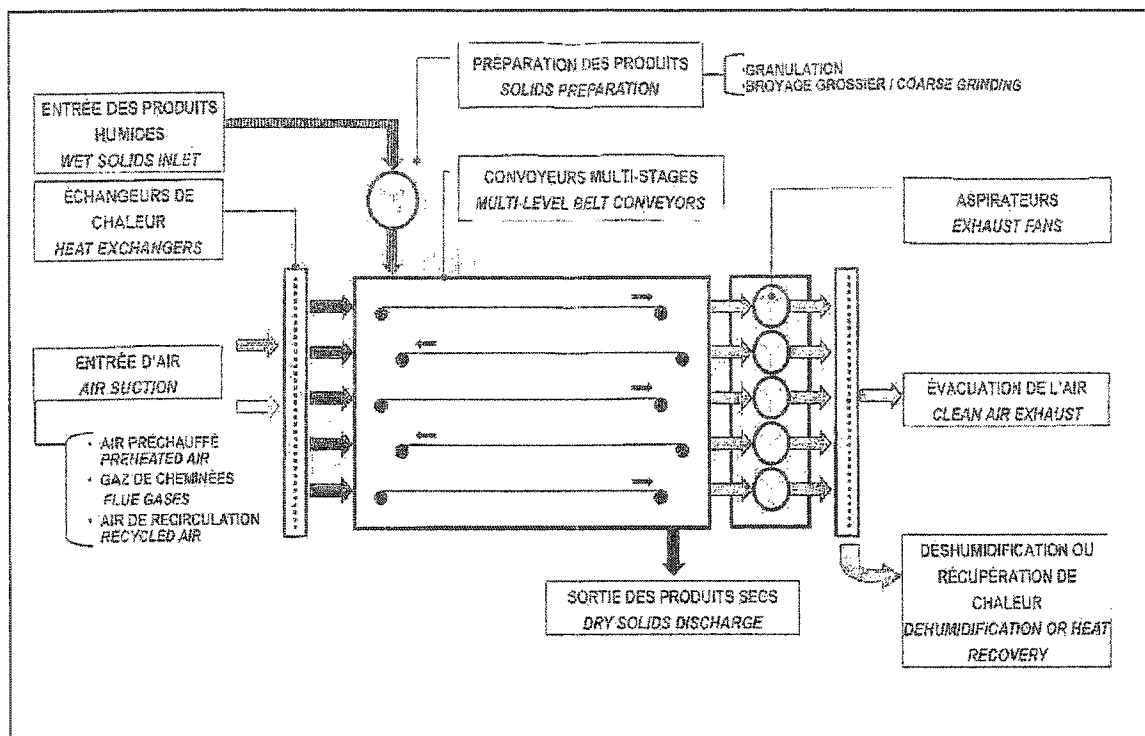 PRÉPARATION DES PRODUITS
SOLIDS PREPARATION
•GRANULATION
•BROYAGE GROSSIER / COARSE GRINDING
ENTRÉE DES PRODUITS
HUMIDES
WET SOLIDS INLET
ÉCHANGEURS DE
CHALEUR
HEAT EXCHANGERS
CONVOYEURS MULTI-STAGES
MULTI-LEVEL BELT CONVEYORS
ASPIRATEURS
EXHAUST FANS
ENTRÉE D'AIR
AIR SUCTION
• AIR PRÉCHAUFFÉ
PREHEATED AIR
• GAZ DE CHEMINÉES
FLUE GASES
• AIR DE RECIRCULATION
RECYCLED AIR
ÉVACUATION DE L'AIR
CLEAN AIR EXHAUST
SORTIE DES PRODUITS SECS
DRY SOLIDS DISCHARGE
DÉSHUMIDIFICATION OU
RÉCUPÉRATION DE
CHALEUR
DEHUMIDIFICATION OR HEAT
RECOVERY